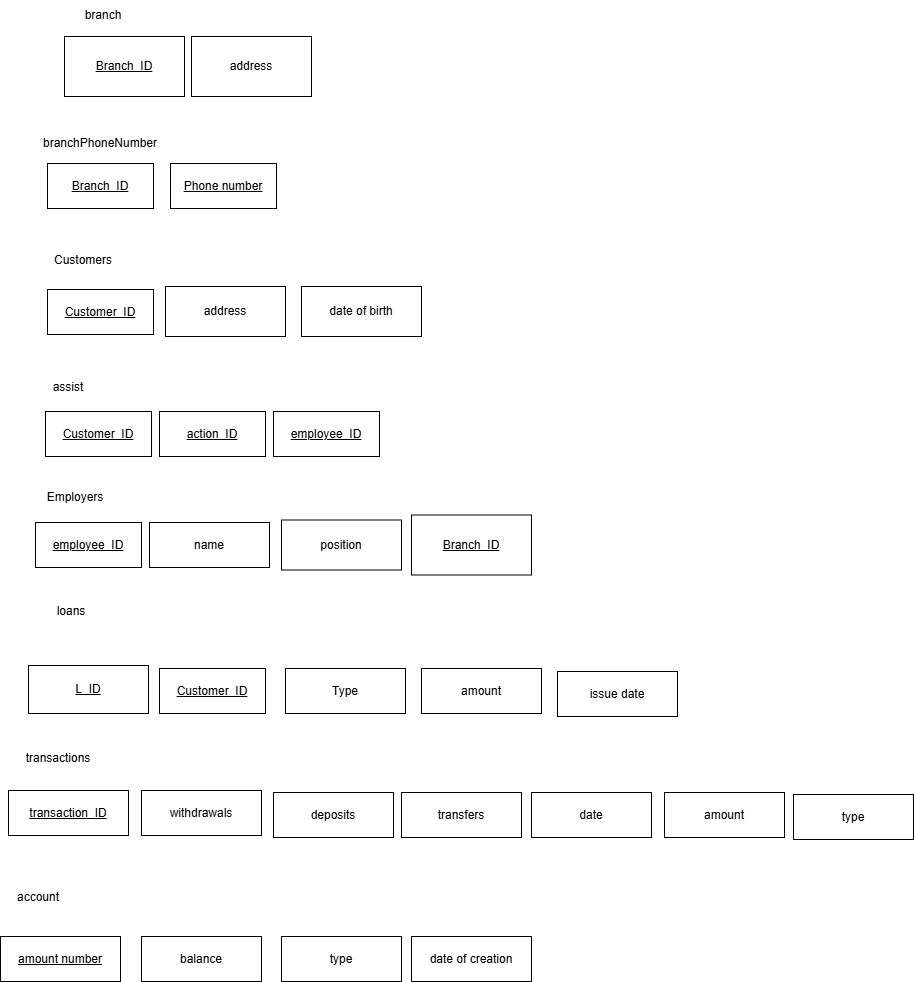 branch
Branch_ID
address
branchPhoneNumber
Branch_ID
Phone number
Customers
Customer_ID
address
date of birth
assist
Customer_ID
action_ID
employee_ID
Employers
employee_ID
name
position
Branch_ID
loans
L_ID
Customer_ID
Type
amount
issue date
transactions
transaction_ID
withdrawals
deposits
transfers
date
amount
type
account
amount number
balance
type
date of creation